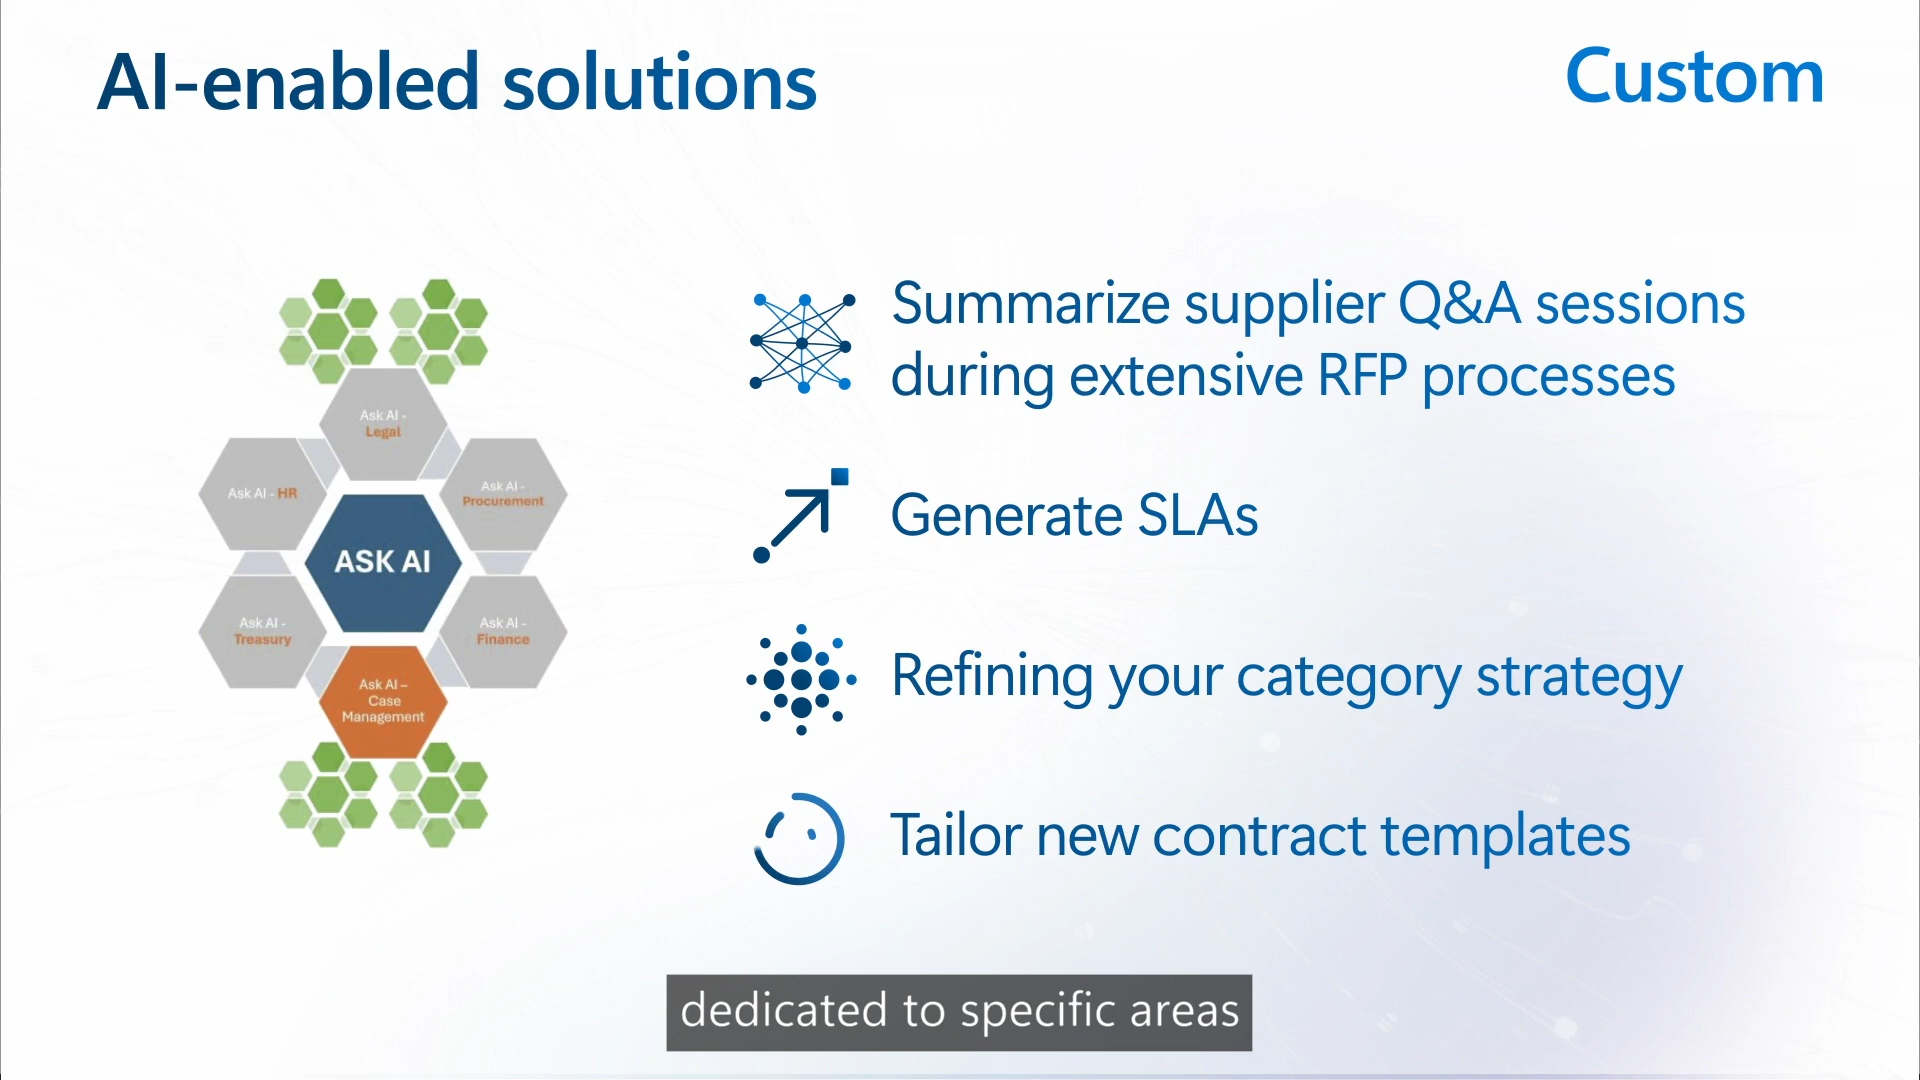 AI-enabled solutions
Custom
Ask AI -
Legal
Ask AI - HR
Ask AI -
Procurement
ASK AI
Ask AI -
Treasury
Ask AI -
Finance
Ask AI –
Case
Management
Summarize supplier Q&A sessions
during extensive RFP processes
Generate SLAs
Refining your category strategy
Tailor new contract templates
dedicated to specific areas